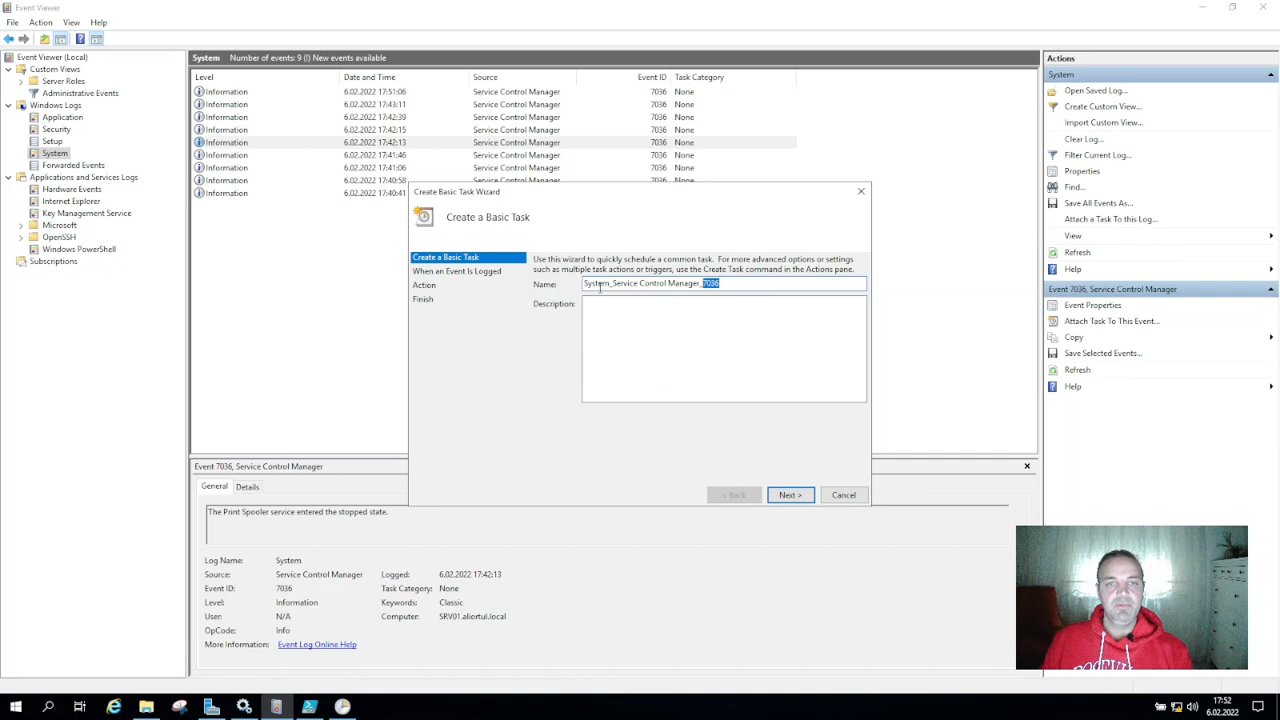 Event Viewer
File Action View Help
Event Viewer (Local)
Custom Views
Server Roles
Administrative Events
Windows Logs
Application
Security
Setup
System
Forwarded Events
Applications and Services Logs
Hardware Events
Internet Explorer
Key Management Service
Microsoft
OpenSSH
Windows PowerShell
Subscriptions
System Number of events: 9 (!) New events available
Level Date and Time Source Event ID Task Category
Information 6.02.2022 17:51:06 Service Control Manager 7036 None
Information 6.02.2022 17:43:11 Service Control Manager 7036 None
Information 6.02.2022 17:42:39 Service Control Manager 7036 None
Information 6.02.2022 17:42:15 Service Control Manager 7036 None
Information 6.02.2022 17:42:13 Service Control Manager 7036 None
Information 6.02.2022 17:41:46 Service Control Manager 7036 None
Information 6.02.2022 17:41:06 Service Control Manager 7036 None
Information 6.02.2022 17:40:58 Service Control Manager 7036 None
Information 6.02.2022 17:40:41
Create Basic Task Wizard
Create a Basic Task
Create a Basic Task
When an Event Is Logged
Action
Finish
Use this wizard to quickly schedule a common task. For more advanced options or settings
such as multiple task actions or triggers, use the Create Task command in the Actions pane.
Name: System_Service Control Manager_7036
Description:
< Back Next > Cancel
Event 7036, Service Control Manager
General Details
The Print Spooler service entered the stopped state.
Log Name: System
Source: Service Control Manager Logged: 6.02.2022 17:42:13
Event ID: 7036 Task Category: None
Level: Information Keywords: Classic
User: N/A Computer: SRV01.aliortul.local
OpCode: Info
More Information: Event Log Online Help
Actions
System
Open Saved Log...
Create Custom View...
Import Custom View...
Clear Log...
Filter Current Log...
Properties
Find...
Save All Events As...
Attach a Task To this Log...
View
Refresh
Help
Event 7036, Service Control Manager
Event Properties
Attach Task To This Event...
Copy
Save Selected Events...
Refresh
Help
17:52
6.02.2022